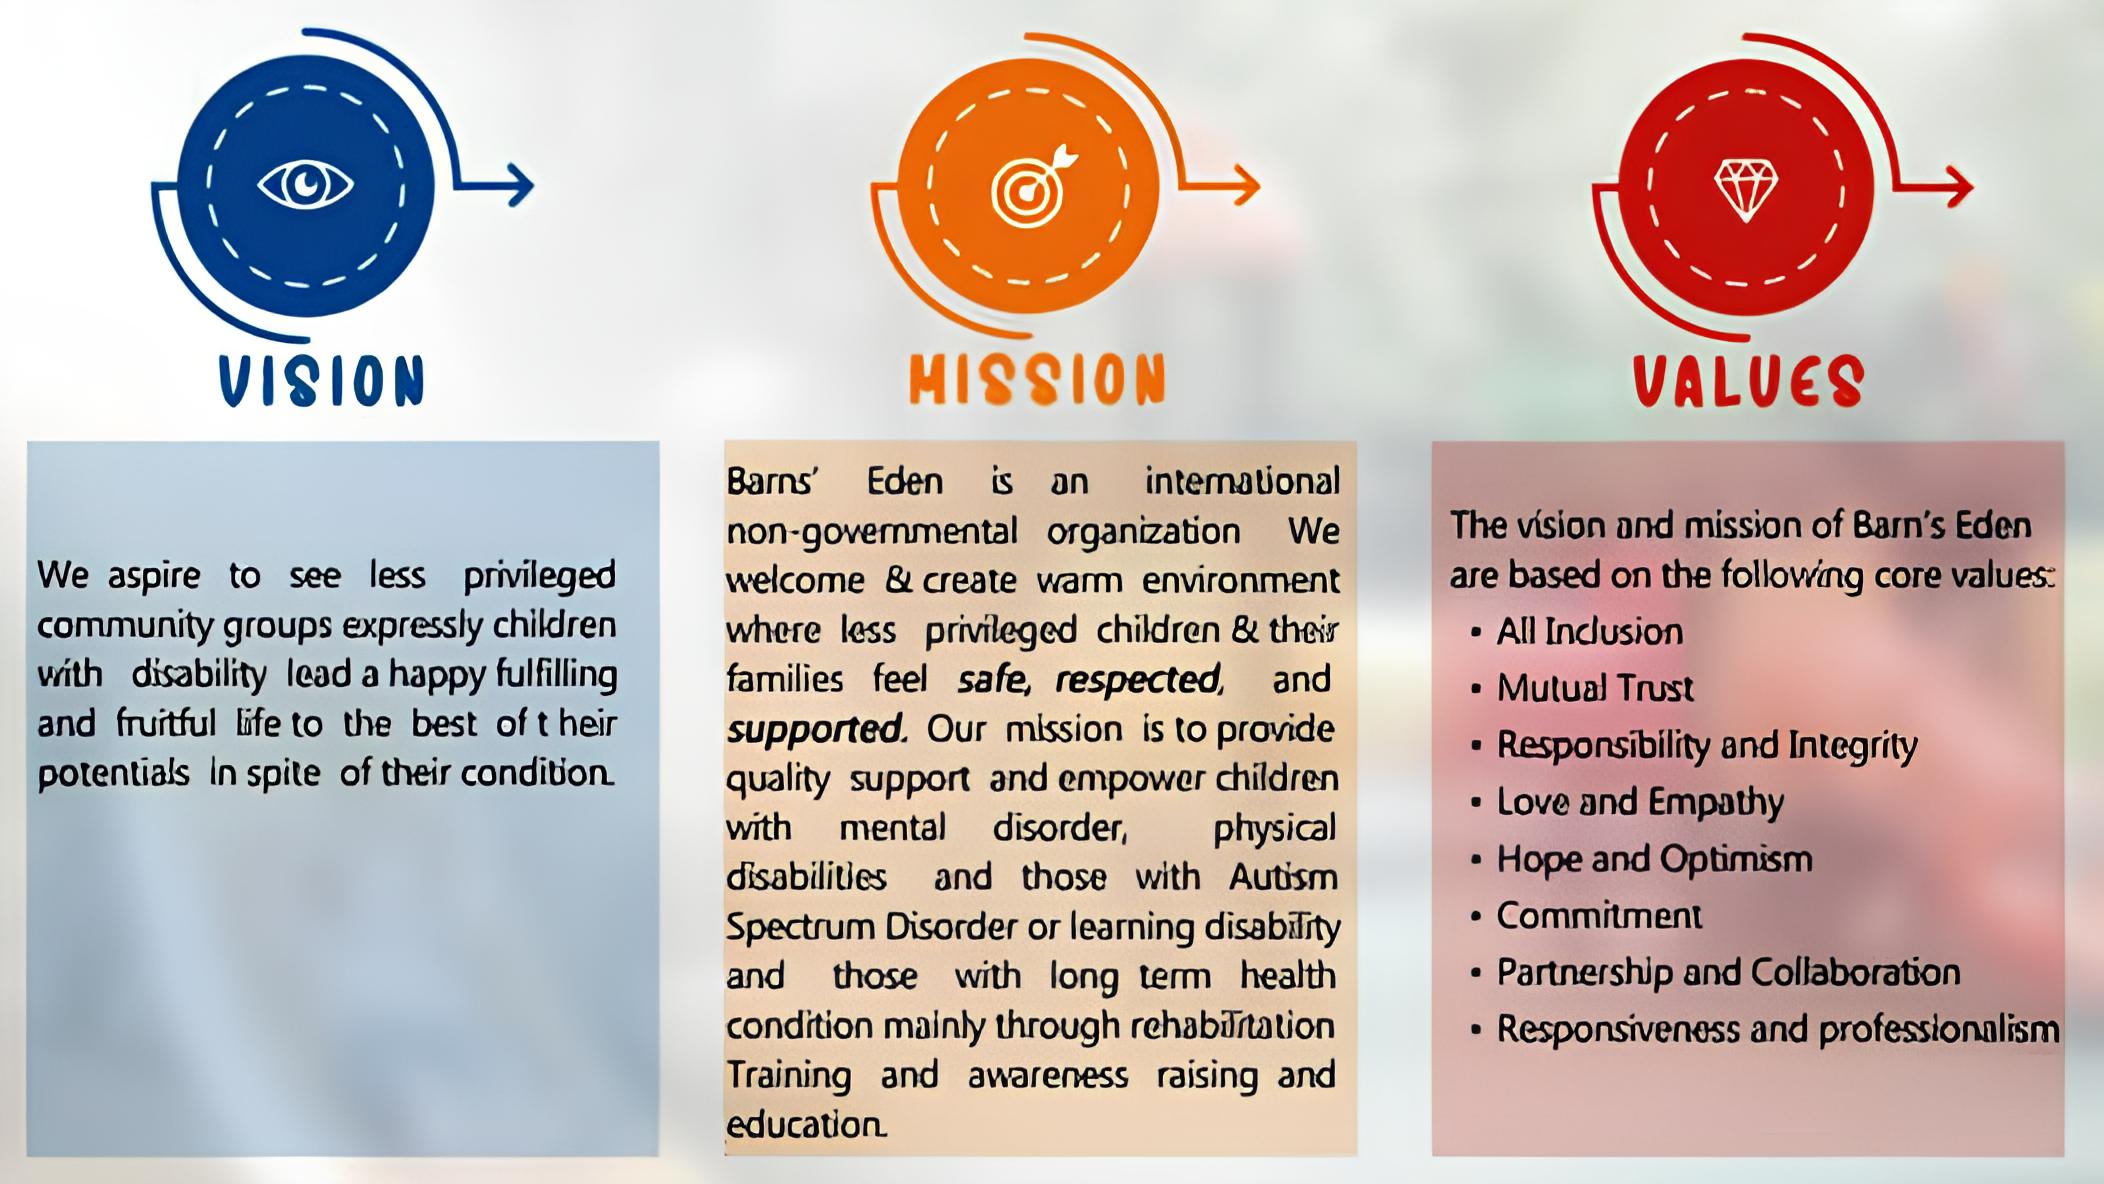 VISION
We aspire to see less privileged
community groups expressly children
with disability lead a happy fulfilling
and fruitful life to the best of t heir
potentials In spite of their condition.
MISSION
Barns' Eden is an international
non-governmental organization We
welcome & create warm environment
where less privileged children & their
families feel safe, respected, and
supported. Our mission is to provide
quality support and empower children
with mental disorder, physical
disabilities and those with Autism
Spectrum Disorder or learning disability
and those with long term health
condition mainly through rehabilitation
Training and awareness raising and
education.
VALUES
The vision and mission of Barn's Eden
are based on the following core values:
• All Inclusion
• Mutual Trust
• Responsibility and Integrity
• Love and Empathy
• Hope and Optimism
• Commitment
• Partnership and Collaboration
• Responsiveness and professionalism